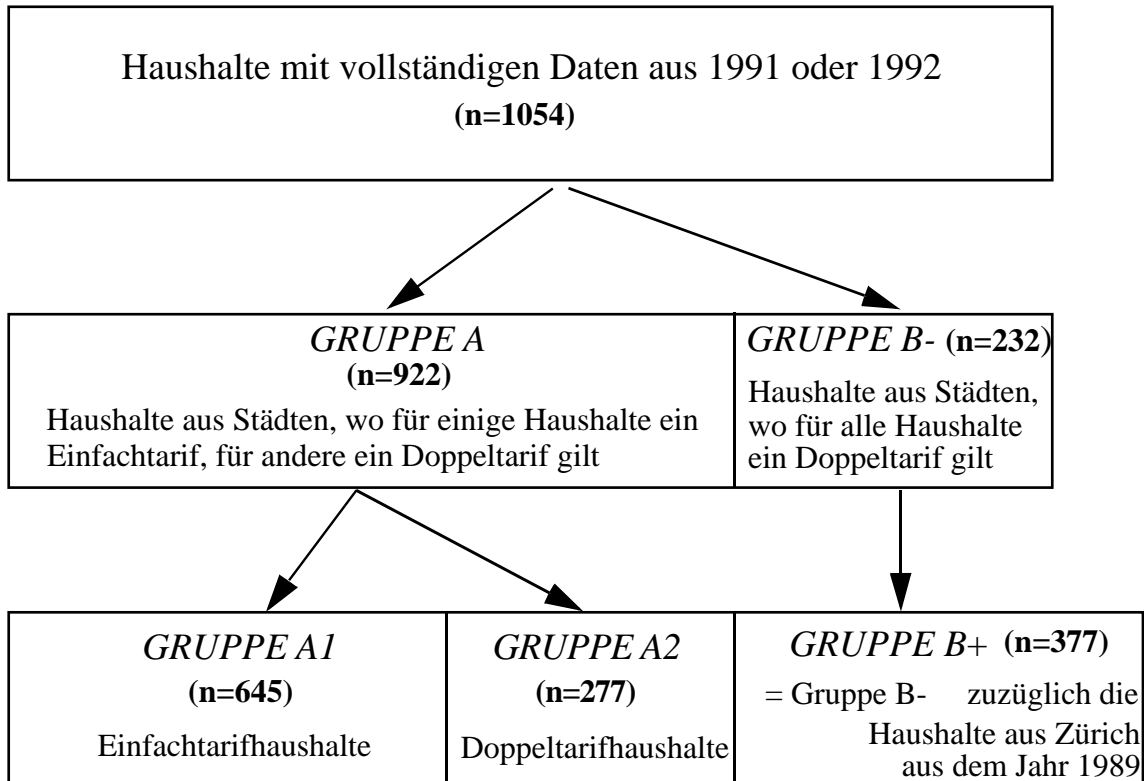 Haushalte mit vollständigen Daten aus 1991 oder 1992
(n=1054)
GRUPPE A
(n=922)
Haushalte aus Städten, wo für einige Haushalte ein
Einfachtarif, für andere ein Doppeltarif gilt
GRUPPE B- (n=232)
Haushalte aus Städten,
wo für alle Haushalte
ein Doppeltarif gilt
GRUPPE A1
(n=645)
Einfachtarifhaushalte
GRUPPE A2
(n=277)
Doppeltarifhaushalte
GRUPPE B+ (n=377)
= Gruppe B- zuzüglich die
Haushalte aus Zürich
aus dem Jahr 1989